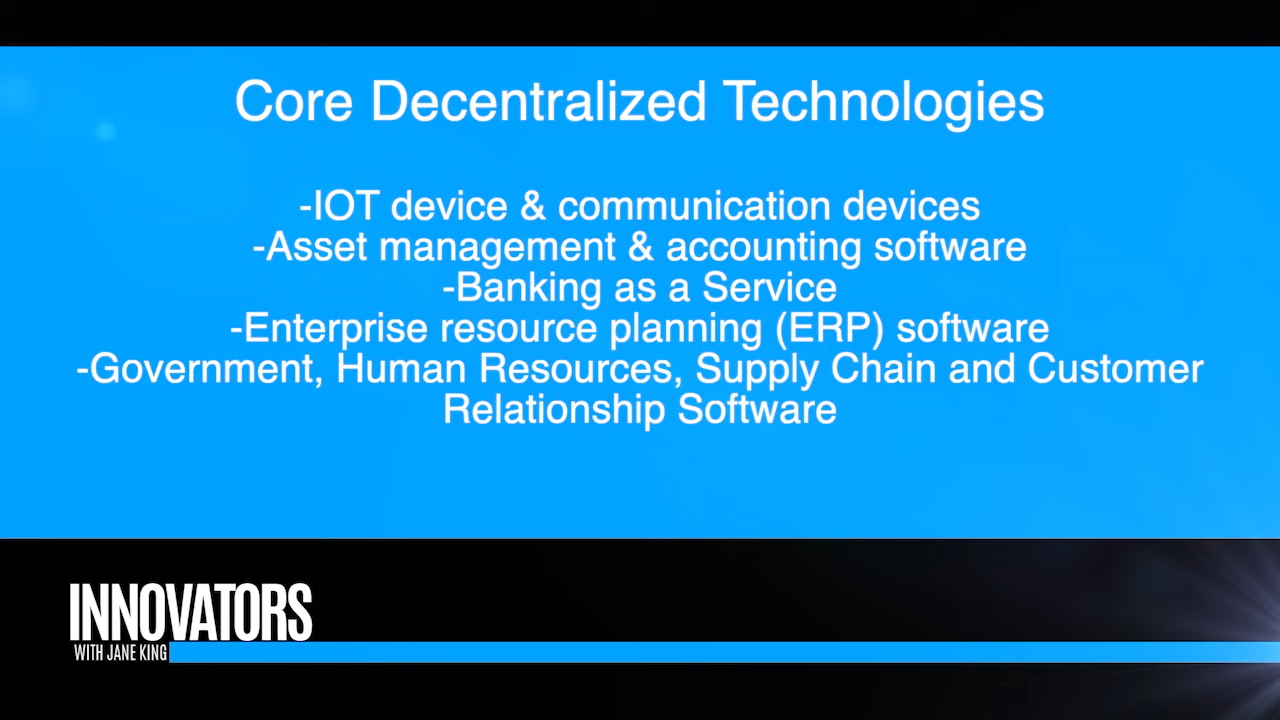 Core Decentralized Technologies
-IOT device & communication devices
-Asset management & accounting software
-Banking as a Service
-Enterprise resource planning (ERP) software
-Government, Human Resources, Supply Chain and Customer
Relationship Software
INNOVATORS
WITH JANE KING